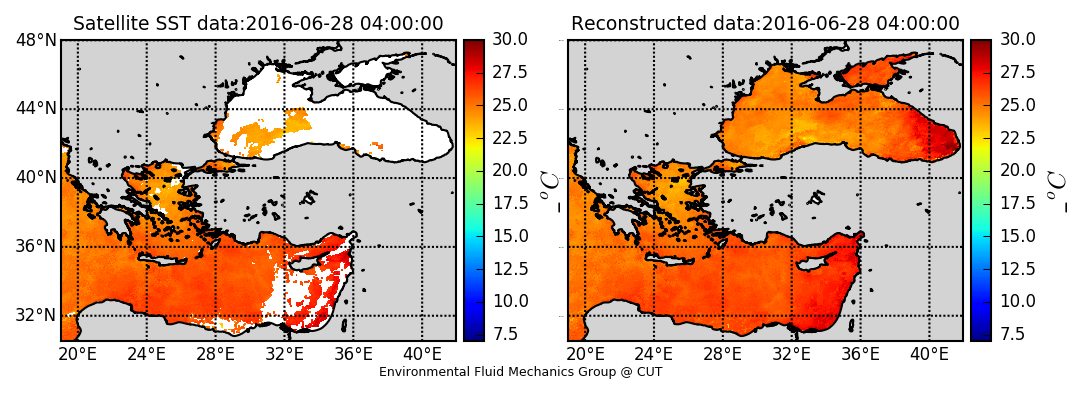 Satellite SST data:2016-06-28 04:00:00
48°N
44°N
40°N
36°N
32°N
20°E 24°E 28°E 32°E 36°E 40°E
30.0
27.5
25.0
22.5
20.0
17.5
15.0
12.5
10.0
7.5
_°C
Reconstructed data:2016-06-28 04:00:00
20°E 24°E 28°E 32°E 36°E 40°E
30.0
27.5
25.0
22.5
20.0
17.5
15.0
12.5
10.0
7.5
_°C
Environmental Fluid Mechanics Group @ CUT